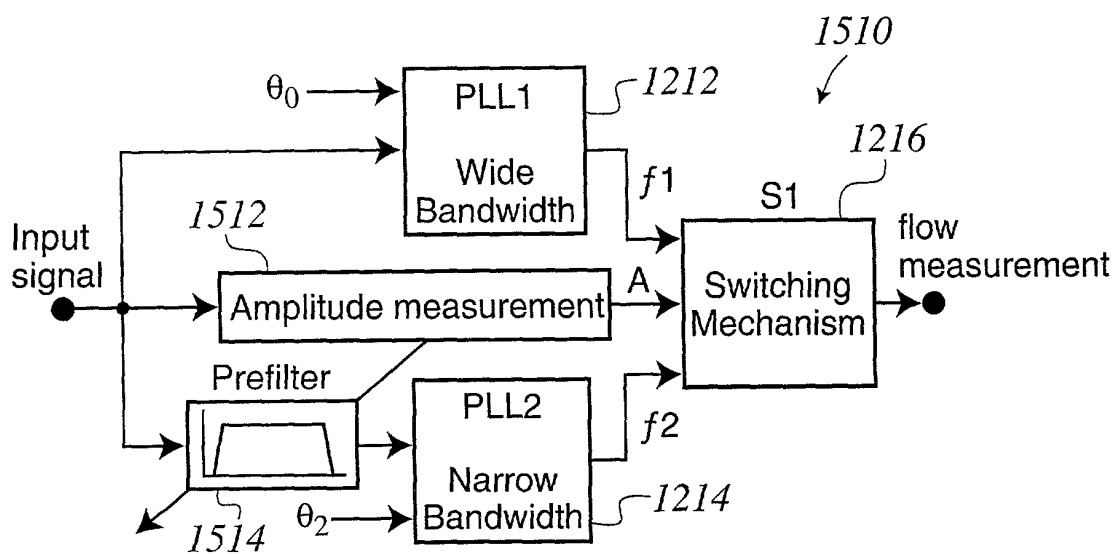 1510
θ0
PLL1
Wide
Bandwidth
1212
f1
1216
S1
Switching
Mechanism
flow
measurement
Input
signal
1512
Amplitude measurement
A
Prefilter
1514
θ2
PLL2
Narrow
Bandwidth
f2
1214